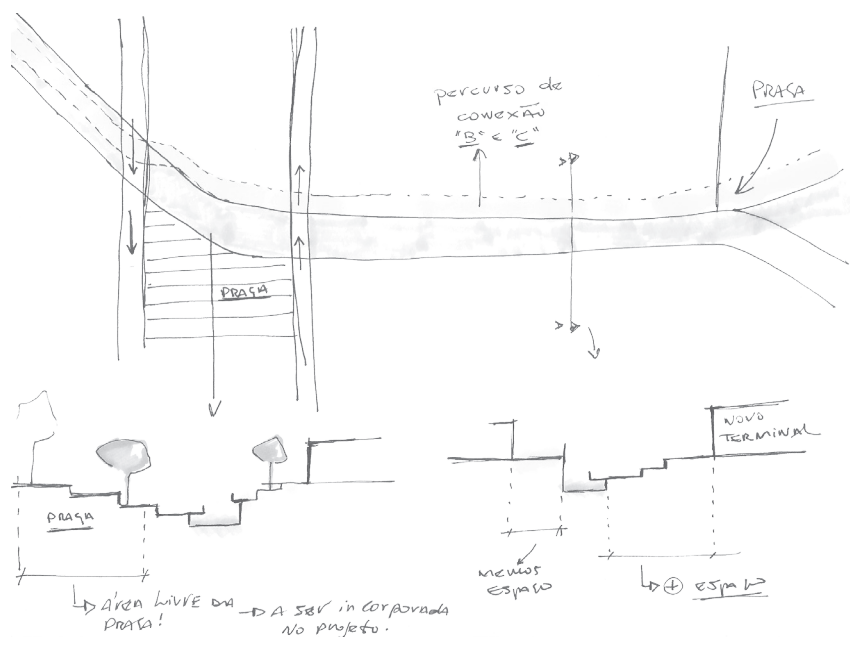 percurso de
conexão
"B" e "C"
PRAÇA
PRAÇA
NOVO
TERMINAL
PRAÇA
MENOS
ESPAÇO
+ ESPAÇO
ÁREA LIVRE DA
PRAÇA!
A SER incorporada
NO projeto.